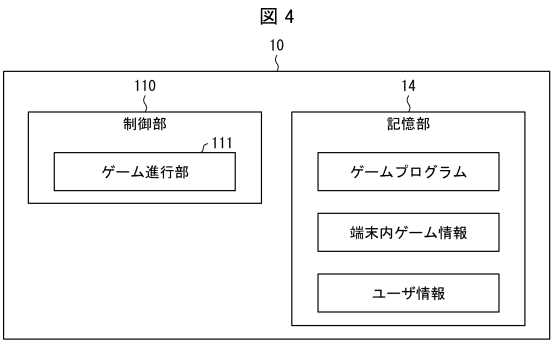 図 4
10
110
制御部
111
ゲーム進行部
14
記憶部
ゲームプログラム
端末内ゲーム情報
ユーザ情報